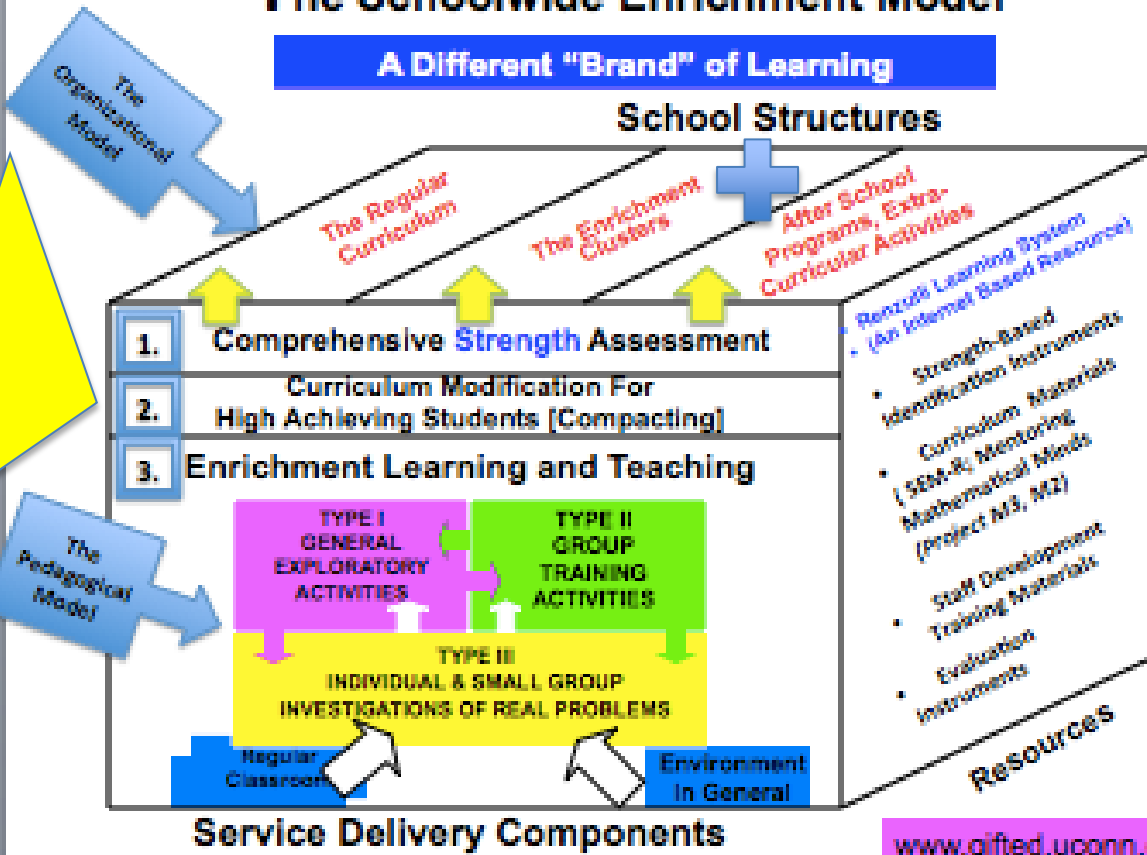 The Schoolwide Enrichment Model
A Different "Brand" of Learning
School Structures
The
Organizational
Model
The Regular
Curriculum
The Enrichment
Clusters
After School
Programs, Extra-
Curricular Activities
1.
Comprehensive Strength Assessment
2.
Curriculum Modification For
High Achieving Students [Compacting]
3.
Enrichment Learning and Teaching
The
Pedagogical
Model
TYPE I
GENERAL
EXPLORATORY
ACTIVITIES
TYPE II
GROUP
TRAINING
ACTIVITIES
TYPE III
INDIVIDUAL & SMALL GROUP
INVESTIGATIONS OF REAL PROBLEMS
Regular
Classroom
Environment
In General
Service Delivery Components
• Renzulli Learning System
• (An Internet Based Resource)
• Strength-Based
Identification Instruments
• Curriculum Materials
( SEM-R, Mentoring
Mathematical Minds
(Project M3, M2)
• Staff Development
Training Materials
• Evaluation
Instruments
Resources
www.gifted.uconn.